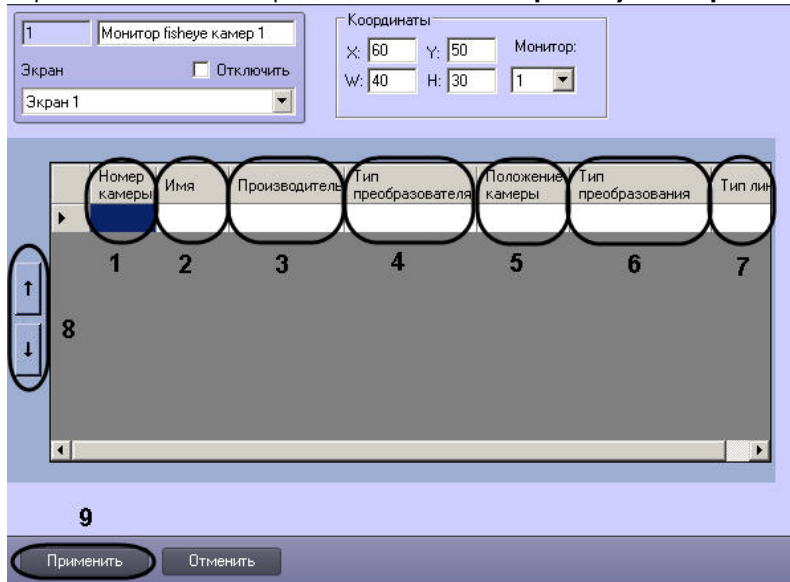 1 Монитор fisheye камер 1
Экран Отключить
Экран 1
Координаты
X: 60 Y: 50 Монитор:
W: 40 H: 30 1
Номер камеры Имя Производитель Тип преобразователя Положение камеры Тип преобразования Тип лин
1 2 3 4 5 6 7
8
9
Применить Отменить